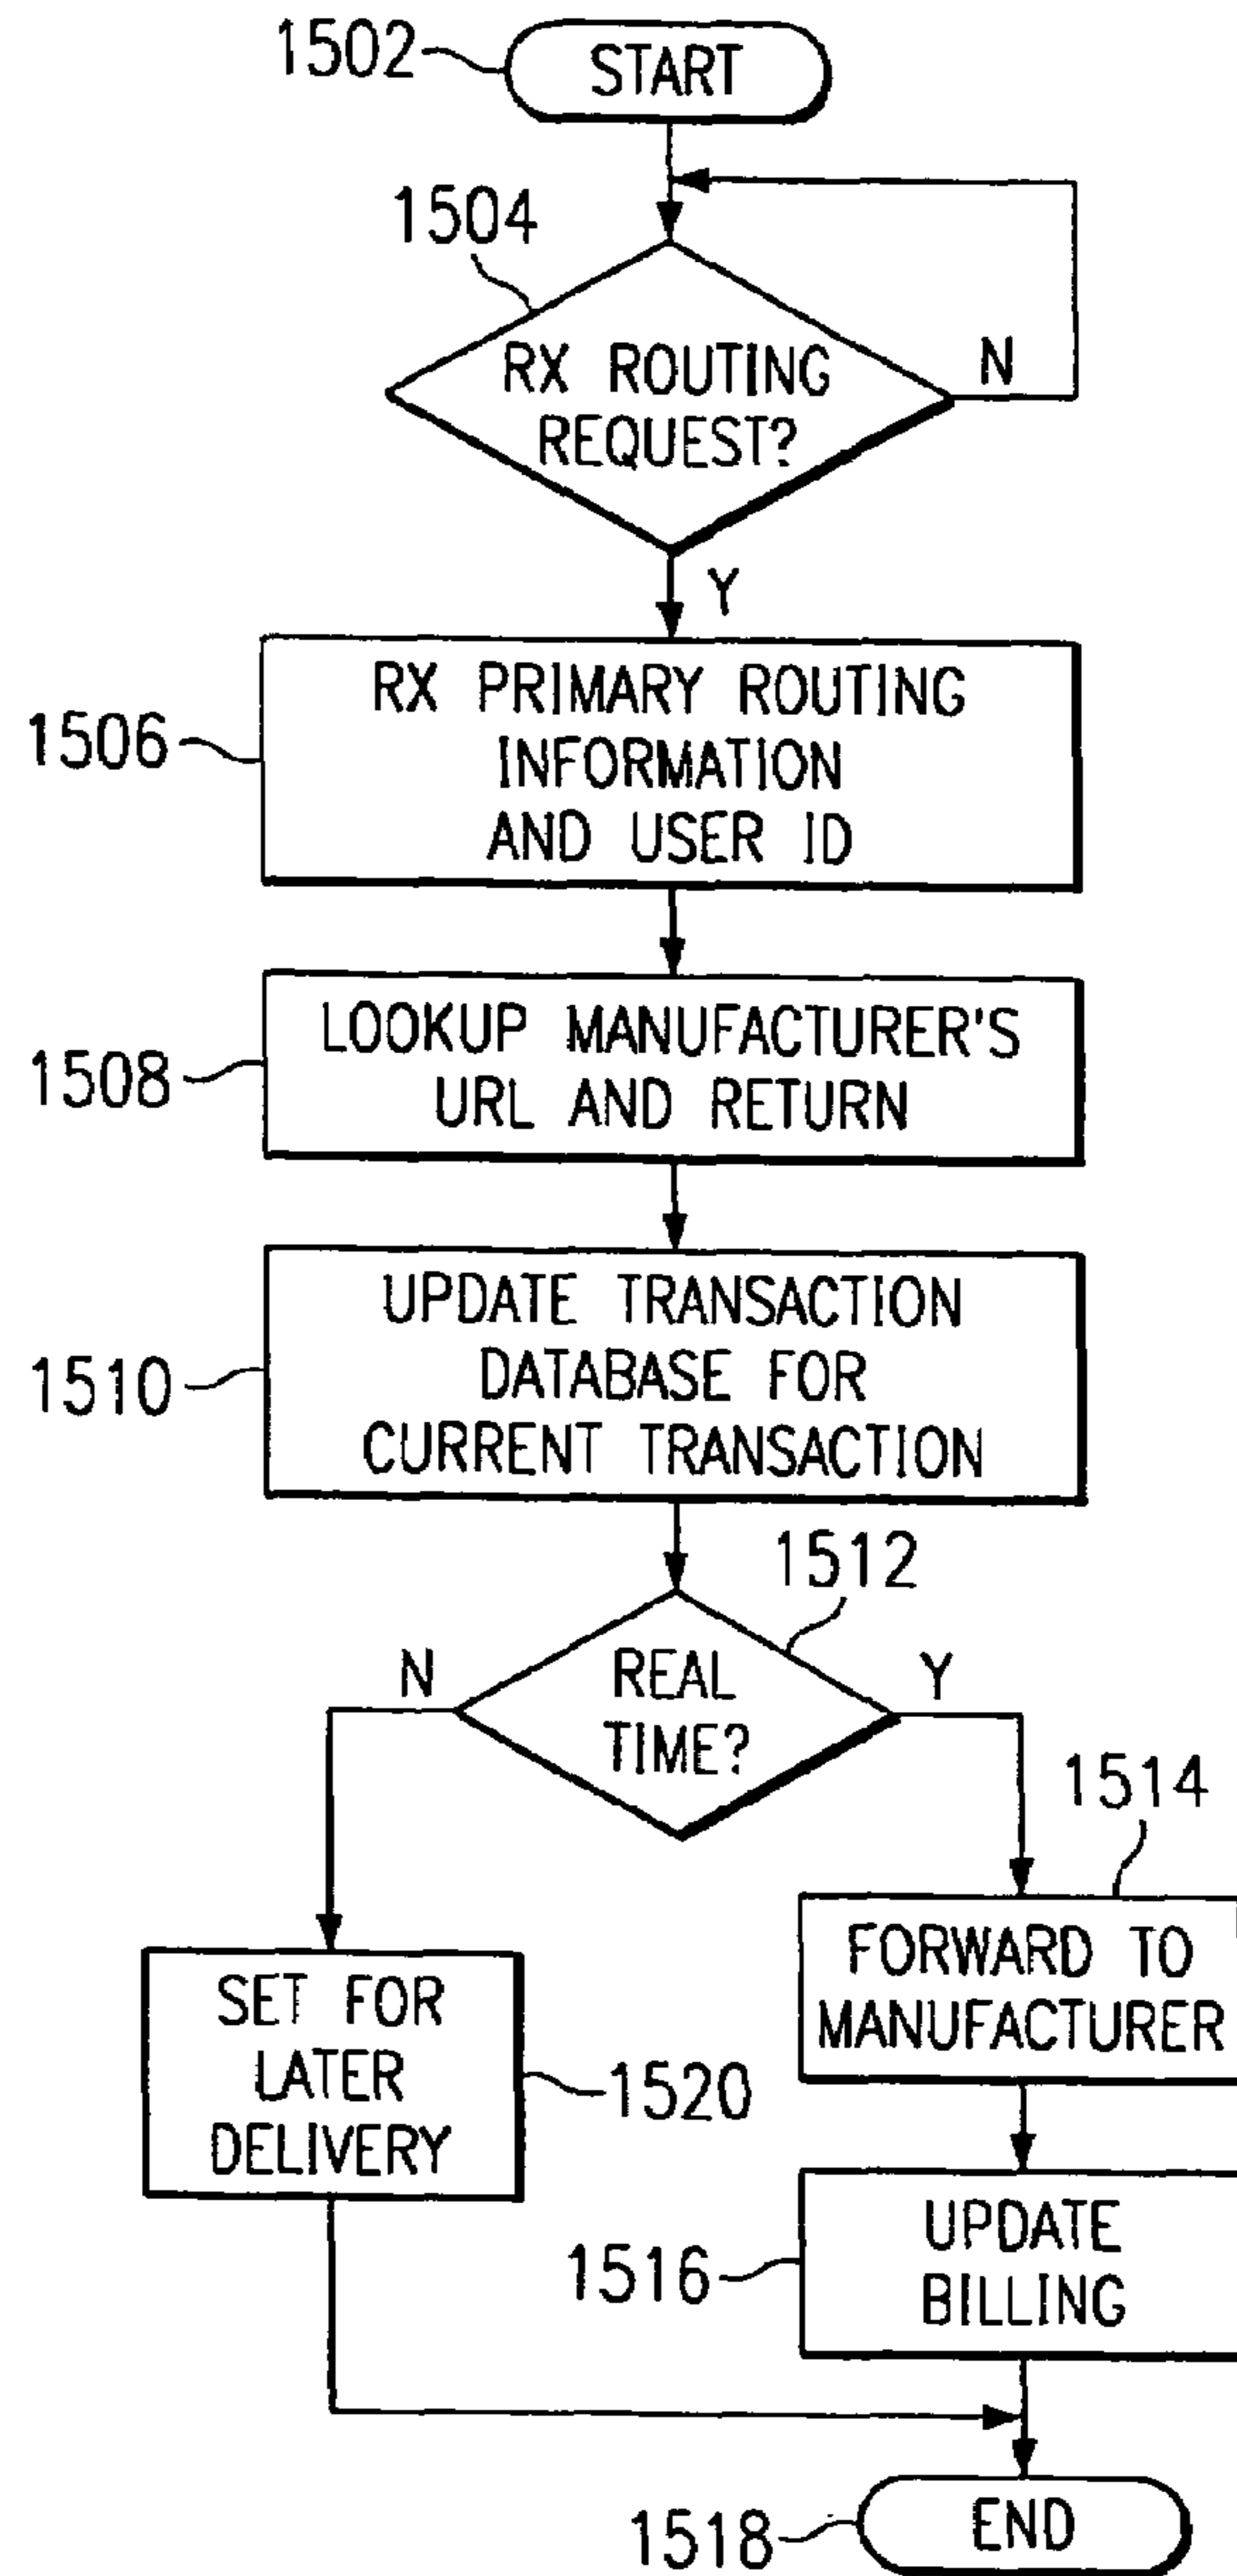 1502
START
1504
RX ROUTING
REQUEST?
N
Y
1506
RX PRIMARY ROUTING
INFORMATION
AND USER ID
1508
LOOKUP MANUFACTURER'S
URL AND RETURN
1510
UPDATE TRANSACTION
DATABASE FOR
CURRENT TRANSACTION
1512
N
REAL
TIME?
Y
1514
FORWARD TO
MANUFACTURER
SET FOR
LATER
DELIVERY
1520
1516
UPDATE
BILLING
1518
END